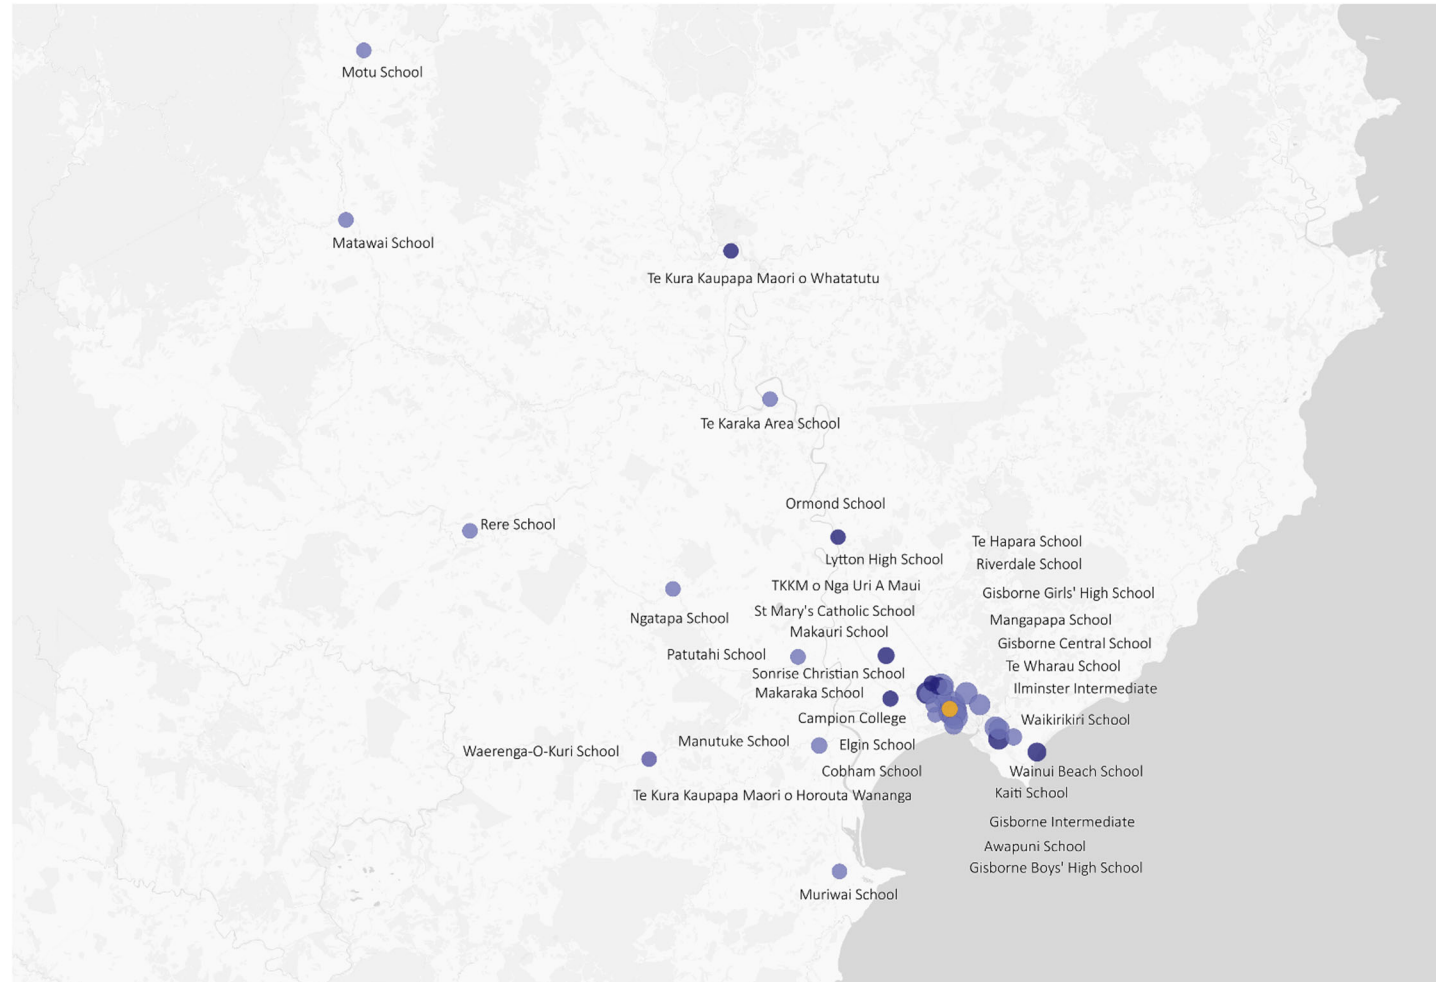 Motu School
Matawai School
Te Kura Kaupapa Maori o Whatatutu
Te Karaka Area School
Ormond School
Rere School
Te Hapara School
Lytton High School
Riverdale School
TKKM o Nga Uri A Maui
Gisborne Girls' High School
St Mary's Catholic School
Ngatapa School
Mangapapa School
Makauri School
Gisborne Central School
Patutahi School
Te Wharau School
Sonrise Christian School
Ilminster Intermediate
Makaraka School
Campion College
Waikirikiri School
Manutuke School
Elgin School
Waerenga-O-Kuri School
Cobham School
Wainui Beach School
Te Kura Kaupapa Maori o Horouta Wananga
Kaiti School
Gisborne Intermediate
Awapuni School
Gisborne Boys' High School
Muriwai School